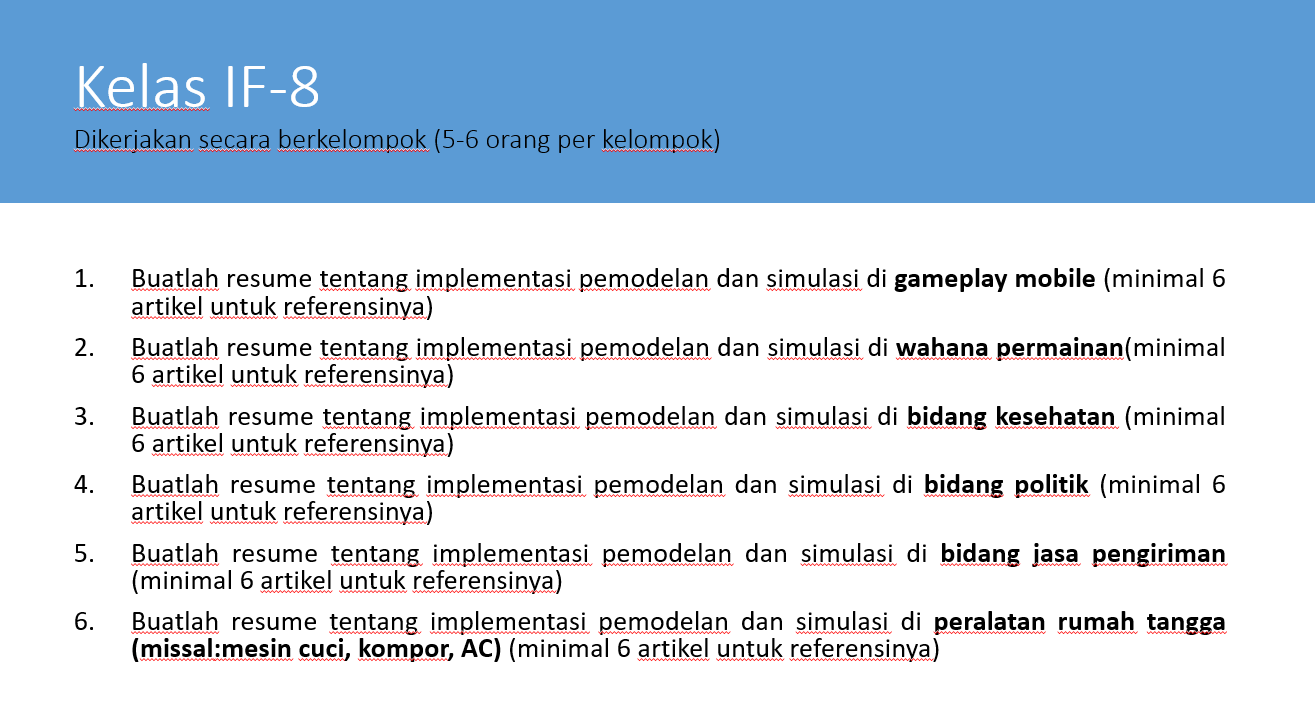 Kelas IF-8
Dikerjakan secara berkelompok (5-6 orang per kelompok)
1. Buatlah resume tentang implementasi pemodelan dan simulasi di gameplay mobile (minimal 6
artikel untuk referensinya)
2. Buatlah resume tentang implementasi pemodelan dan simulasi di wahana permainan(minimal
6 artikel untuk referensinya)
3. Buatlah resume tentang implementasi pemodelan dan simulasi di bidang kesehatan (minimal
6 artikel untuk referensinya)
4. Buatlah resume tentang implementasi pemodelan dan simulasi di bidang politik (minimal 6
artikel untuk referensinya)
5. Buatlah resume tentang implementasi pemodelan dan simulasi di bidang jasa pengiriman
(minimal 6 artikel untuk referensinya)
6. Buatlah resume tentang implementasi pemodelan dan simulasi di peralatan rumah tangga
(missal:mesin cuci, kompor, AC) (minimal 6 artikel untuk referensinya)